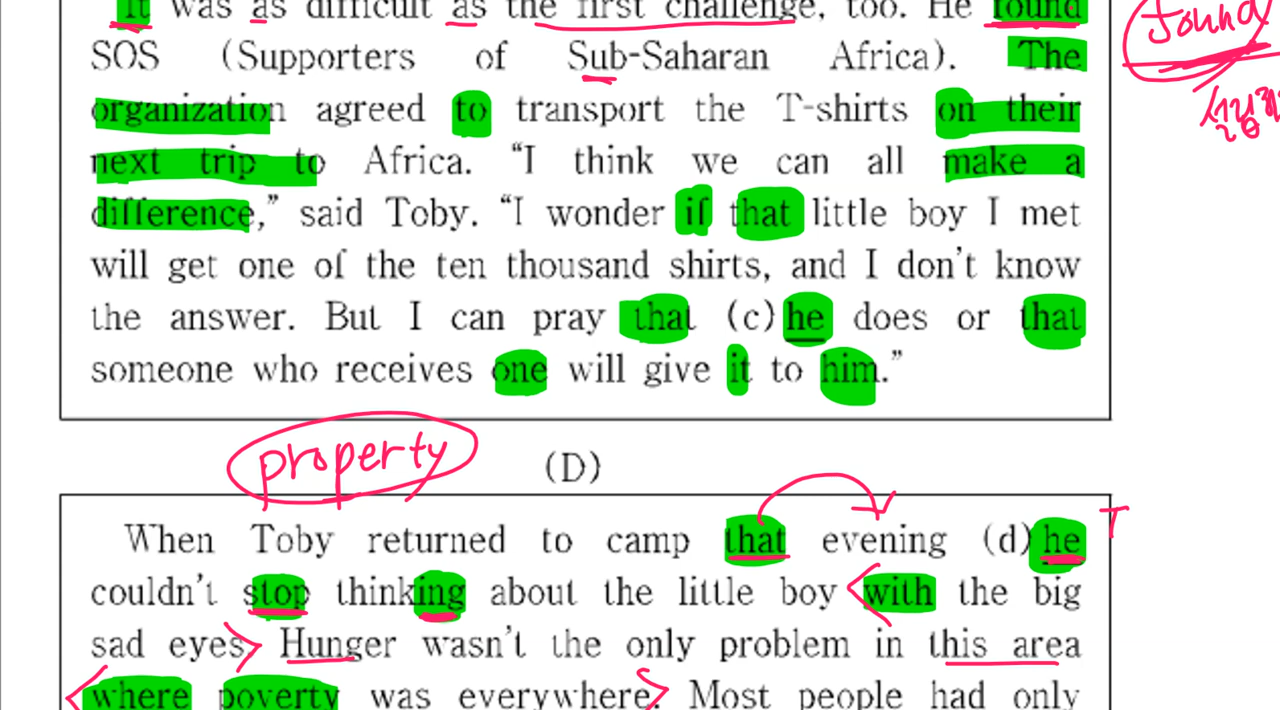 It was as difficult as the first challenge, too. He found
found
SOS (Supporters of Sub-Saharan Africa). The
organization agreed to transport the T-shirts on their
next trip to Africa. “I think we can all make a
difference,” said Toby. “I wonder if that little boy I met
will get one of the ten thousand shirts, and I don’t know
the answer. But I can pray that (c) he does or that
someone who receives one will give it to him.”
property
(D)
When Toby returned to camp that evening (d) he
T
couldn’t stop thinking about the little boy with the big
sad eyes. Hunger wasn’t the only problem in this area
where poverty was everywhere. Most people had only